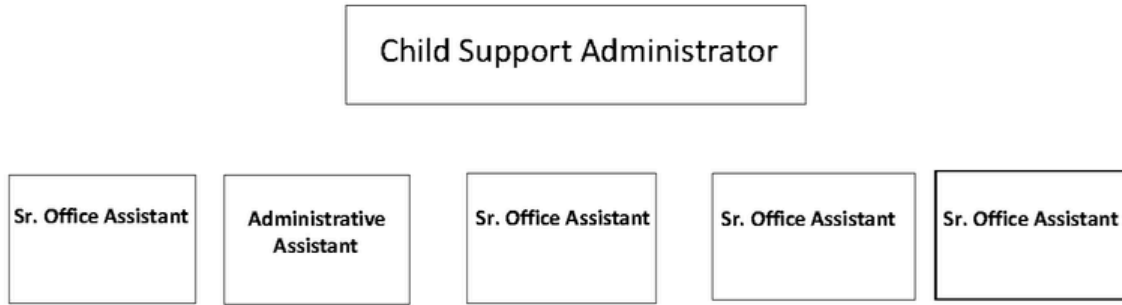 Child Support Administrator
Sr. Office Assistant
Administrative
Assistant
Sr. Office Assistant
Sr. Office Assistant
Sr. Office Assistant